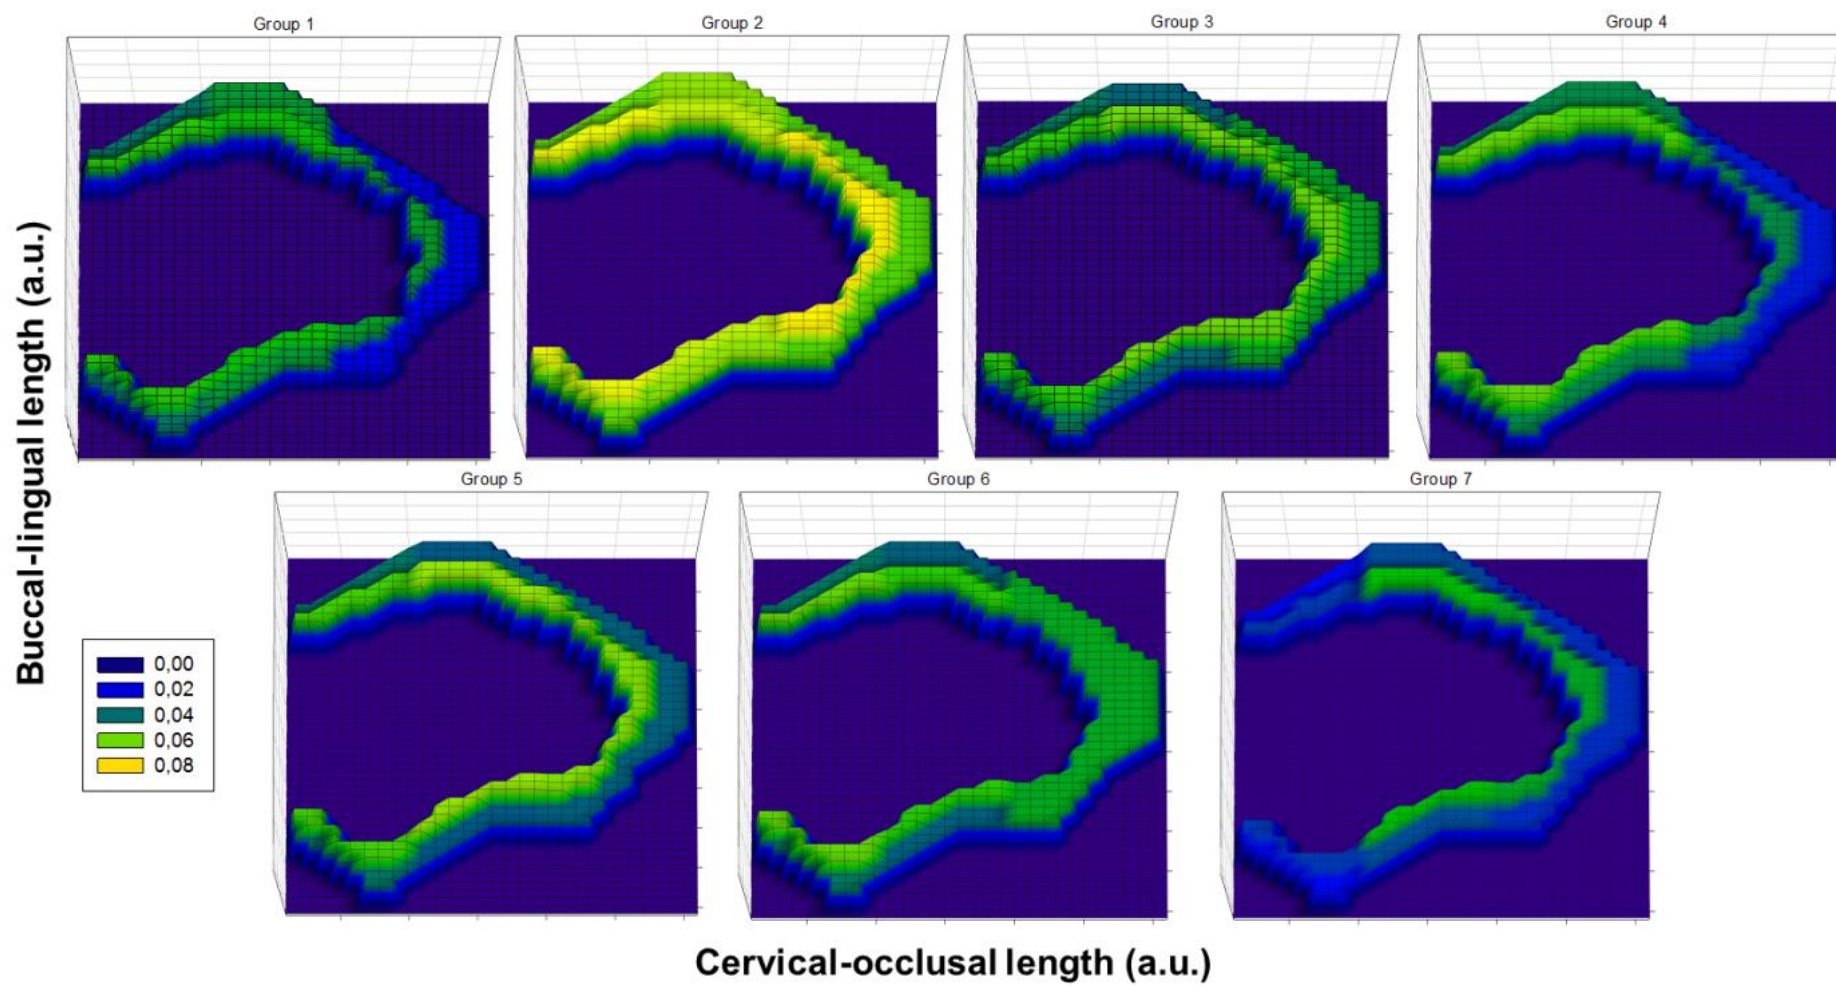 Group 1
Group 2
Group 3
Group 4
Buccal-lingual length (a.u.)
Group 5
Group 6
Group 7
0,00
0,02
0,04
0,06
0,08
Cervical-occlusal length (a.u.)